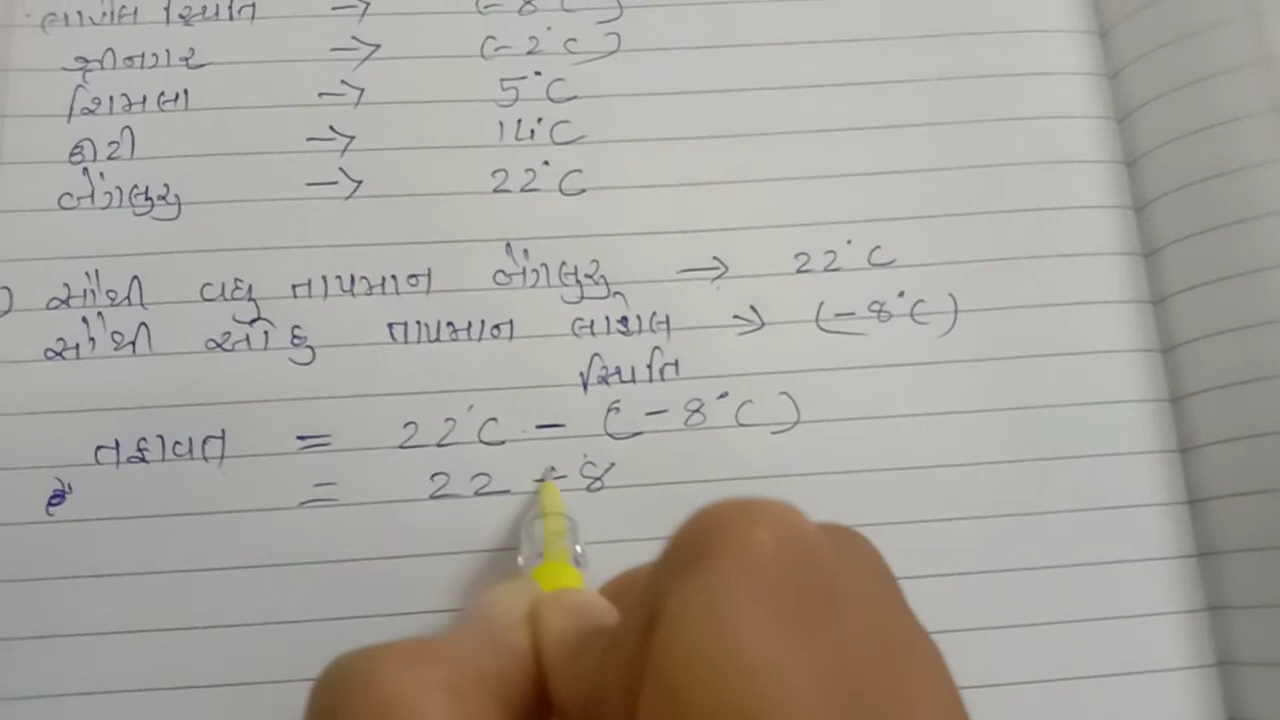 લાહૌલ સ્પિતિ → (-8°C)
શ્રીનગર → (-2°C)
શિમલા → 5°C
ઊટી → 14°C
બેંગલુરુ → 22°C
સૌથી વધુ તાપમાન બેંગલુરુ → 22°C
સૌથી ઓછુ તાપમાન લાહોલ → (-8°C)
સ્પિતિ
તફાવત = 22°C - (-8°C)
= 22 + 8